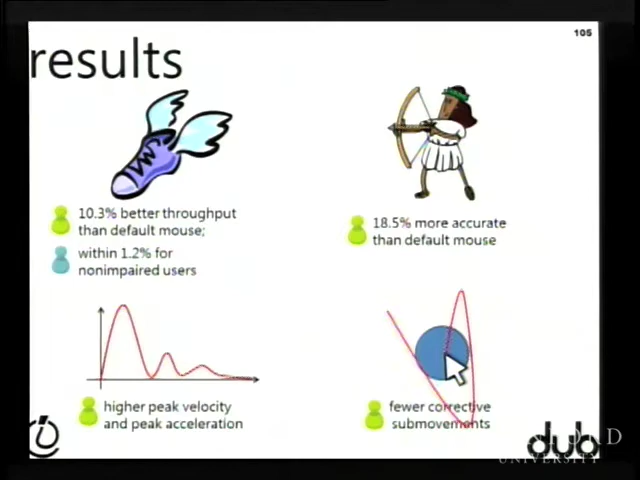 105
results
10.3% better throughput
than default mouse;
within 1.2% for
nonimpaired users
18.5% more accurate
than default mouse
higher peak velocity
and peak acceleration
fewer corrective
submovements
dub
UNIVERSITY